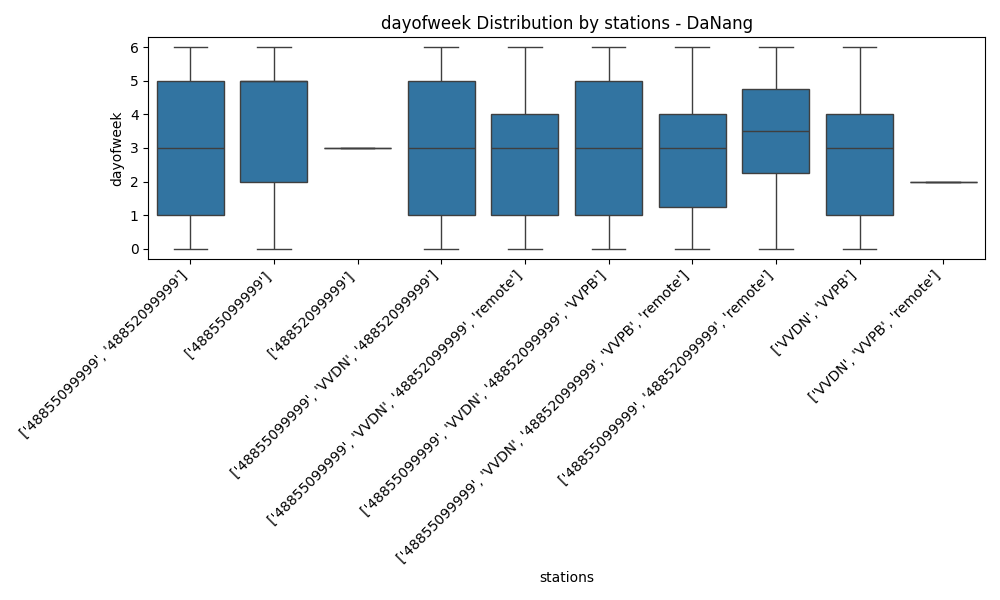 dayofweek Distribution by stations - DaNang
dayofweek
6
5
4
3
2
1
0
['48855099999', '48852099999']
['48855099999']
['48852099999']
['48855099999', 'VVDN', '48852099999']
['48855099999', 'VVDN', '48852099999', 'remote']
['48855099999', 'VVDN', '48852099999', 'VVPB']
['48855099999', 'VVDN', '48852099999', 'VVPB', 'remote']
['48855099999', '48852099999', 'remote']
['VVDN', 'VVPB']
['VVDN', 'VVPB', 'remote']
stations